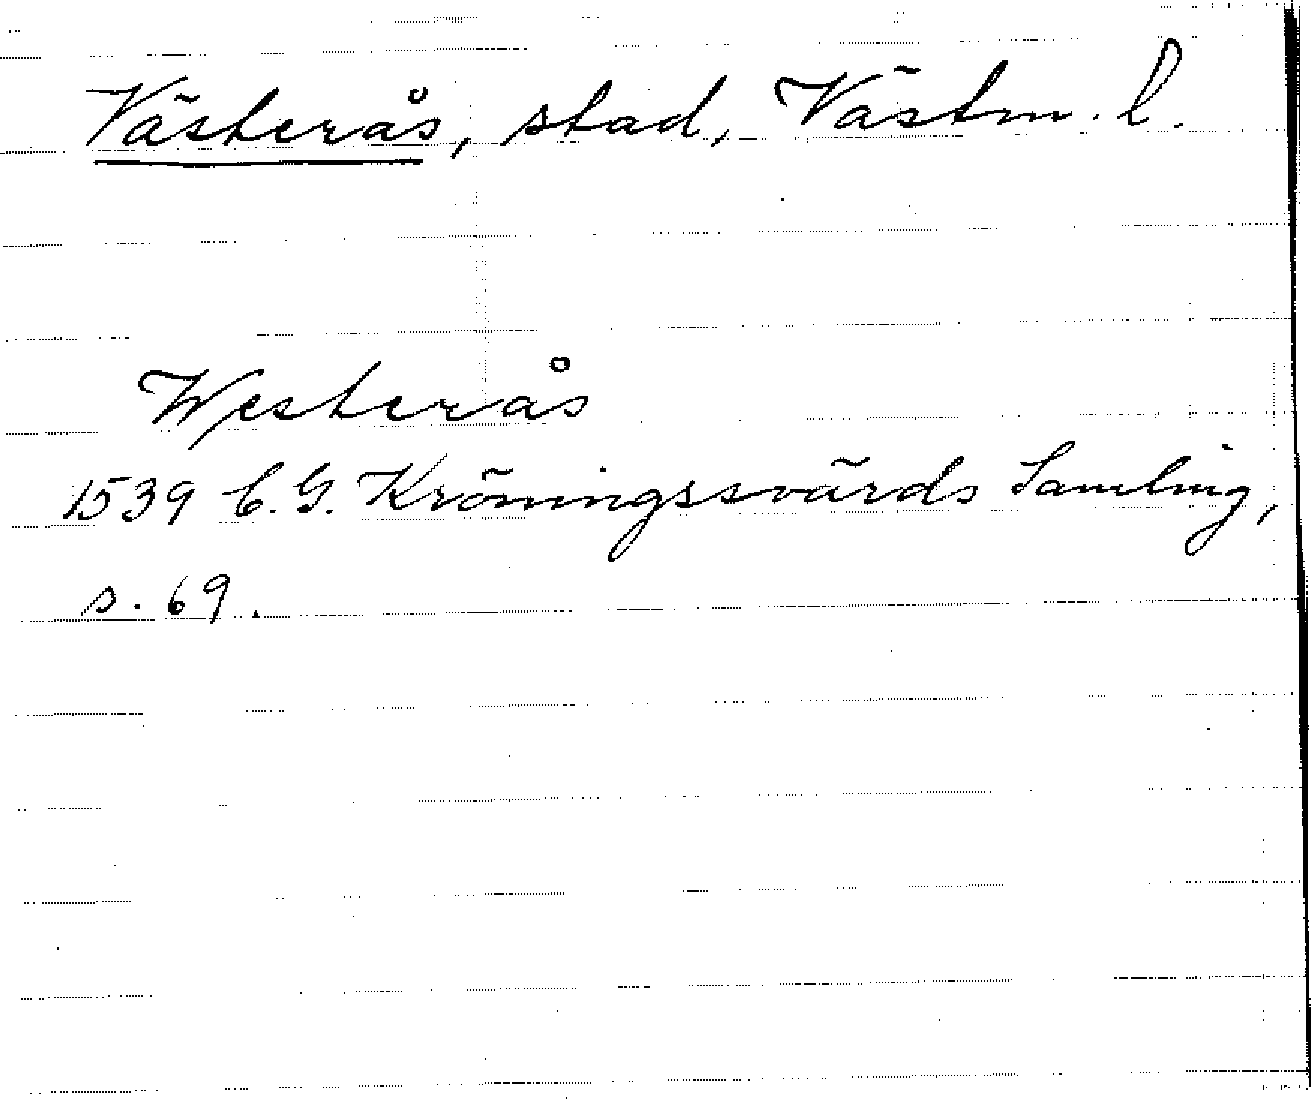 Västerås, stad, Västm. l.
Westerås
1539 C. G. Kröningssvärds Samling,
s. 69.